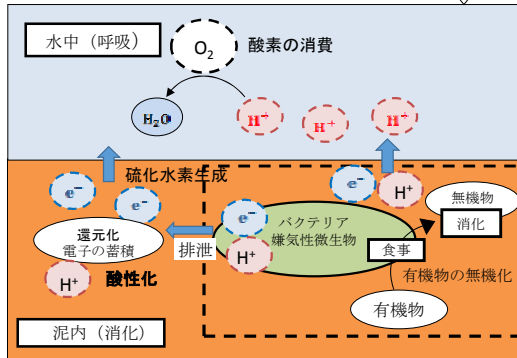 水中（呼吸）
O₂
酸素の消費
H₂O
H⁺
H⁺
H⁺
硫化水素生成
e⁻
e⁻
e⁻
H⁺
無機物
消化
還元化
電子の蓄積
排泄
e⁻
H⁺
バクテリア
嫌気性微生物
食事
H⁺
酸性化
有機物の無機化
有機物
泥内（消化）